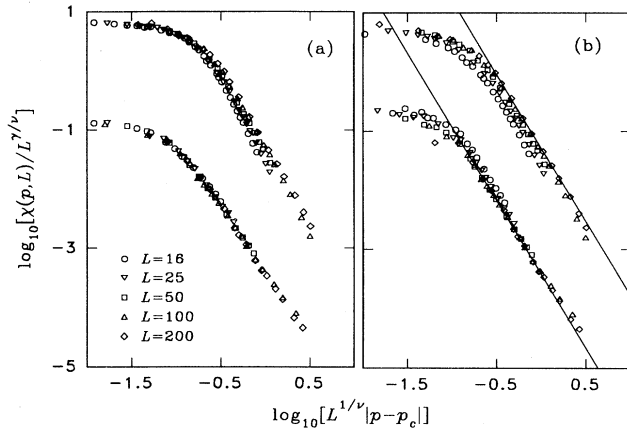 1
-1
-3
-5
log₁₀[χ(p,L)/L^{γ/ν}]
(a)
(b)
○ L=16
▽ L=25
□ L=50
△ L=100
◇ L=200
-1.5 -0.5 0.5
-1.5 -0.5 0.5
log₁₀[L^{1/ν}|p−p_c|]